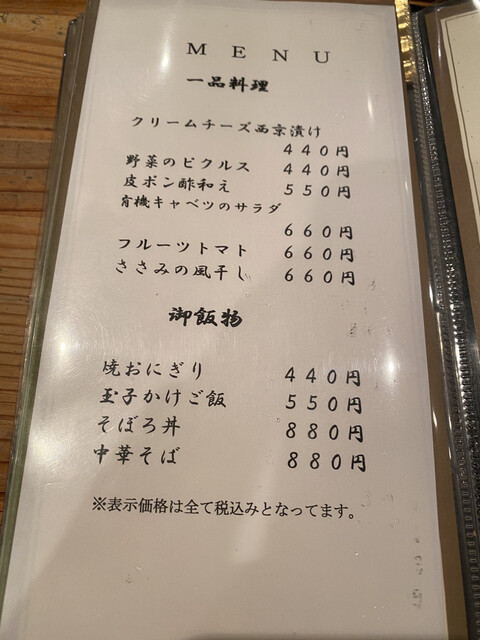 MENU
一品料理
クリームチーズ西京漬け
440円
野菜のピクルス 440円
皮ポン酢和え 550円
有機キャベツのサラダ
660円
フルーツトマト 660円
ささみの風干し 660円
御飯物
焼おにぎり 440円
玉子かけご飯 550円
そぼろ丼 880円
中華そば 880円
※表示価格は全て税込みとなってます。